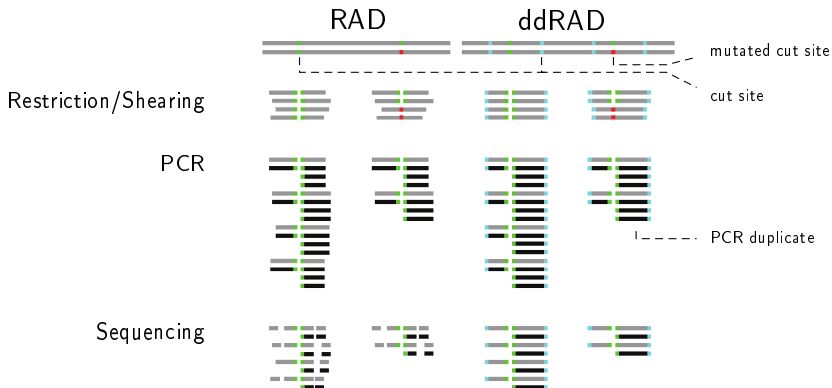 RAD
ddRAD
mutated cut site
cut site
Restriction/Shearing
PCR
PCR duplicate
Sequencing